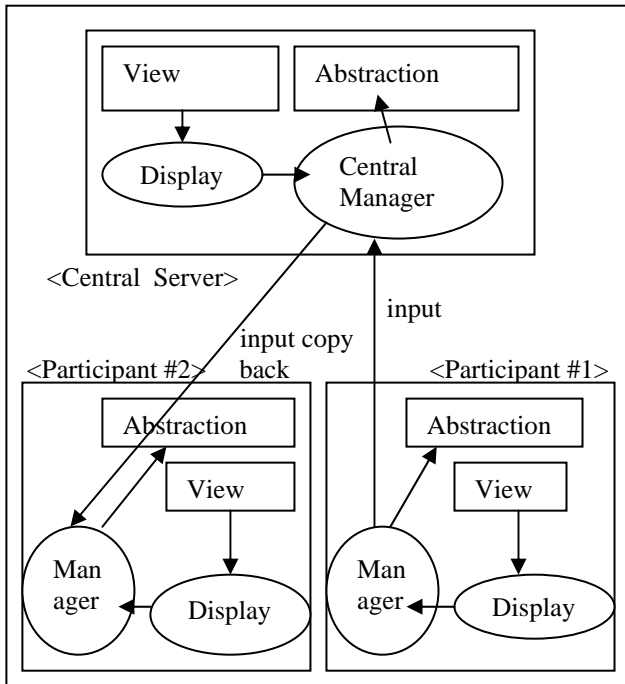 View
Abstraction
Display
Central
Manager
<Central Server>
input
input copy
back
<Participant #2>
<Participant #1>
Abstraction
View
Man
ager
Display
Abstraction
View
Man
ager
Display